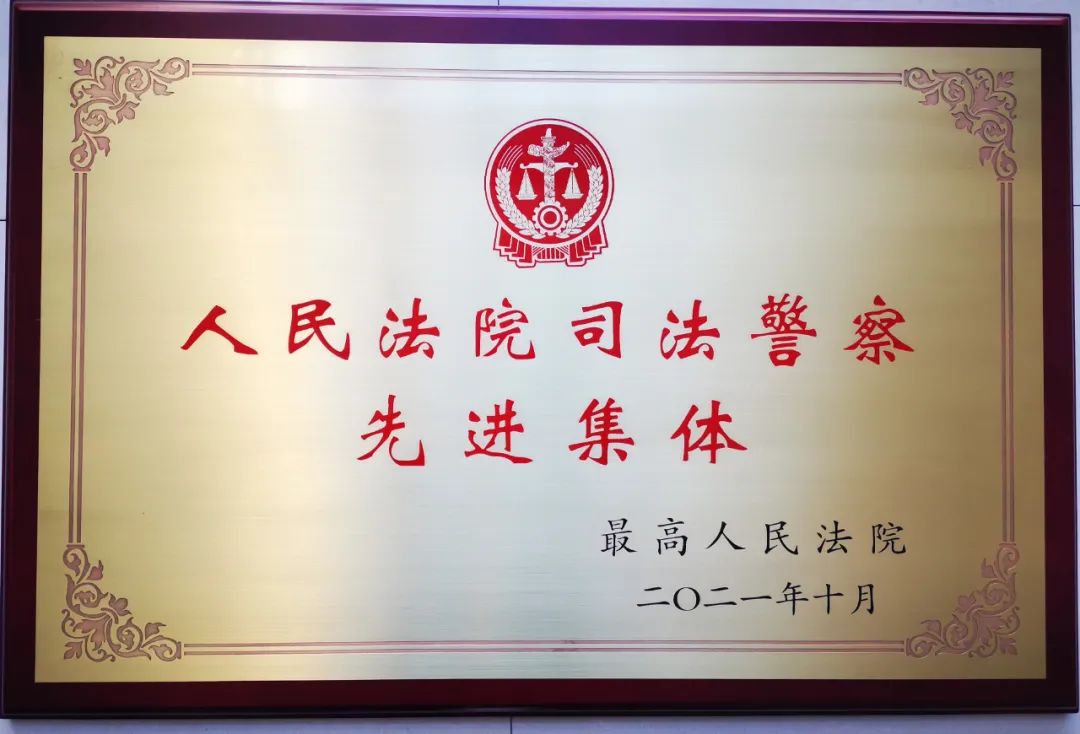 人民法院司法警察
先进集体
最高人民法院
二〇二一年十月